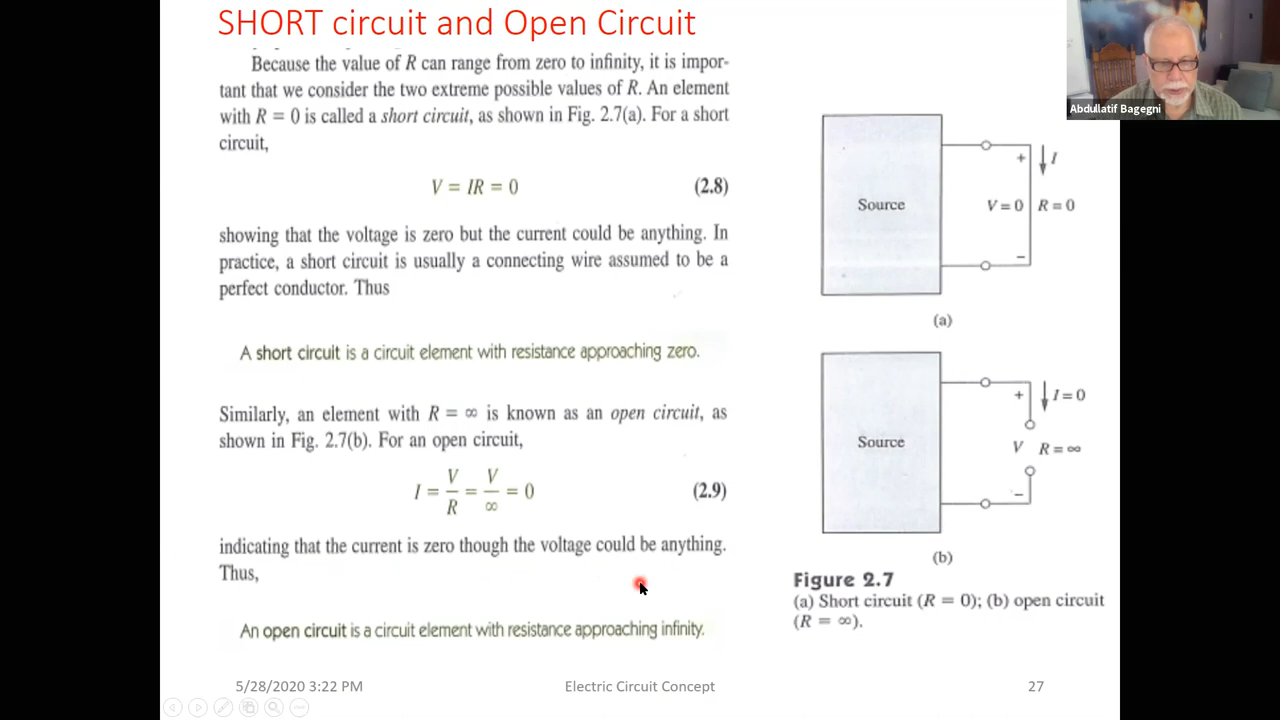 SHORT circuit and Open Circuit
Because the value of R can range from zero to infinity, it is impor-
tant that we consider the two extreme possible values of R. An element
with R = 0 is called a short circuit, as shown in Fig. 2.7(a). For a short
circuit,
V = IR = 0 (2.8)
showing that the voltage is zero but the current could be anything. In
practice, a short circuit is usually a connecting wire assumed to be a
perfect conductor. Thus
A short circuit is a circuit element with resistance approaching zero.
Similarly, an element with R = ∞ is known as an open circuit, as
shown in Fig. 2.7(b). For an open circuit,
I = V/R = V/∞ = 0 (2.9)
indicating that the current is zero though the voltage could be anything.
Thus,
An open circuit is a circuit element with resistance approaching infinity.
Abdullatif Bagegni
+ I
Source V = 0 R = 0
−
(a)
+ I = 0
Source V R = ∞
−
(b)
Figure 2.7
(a) Short circuit (R = 0); (b) open circuit
(R = ∞).
5/28/2020 3:22 PM Electric Circuit Concept 27